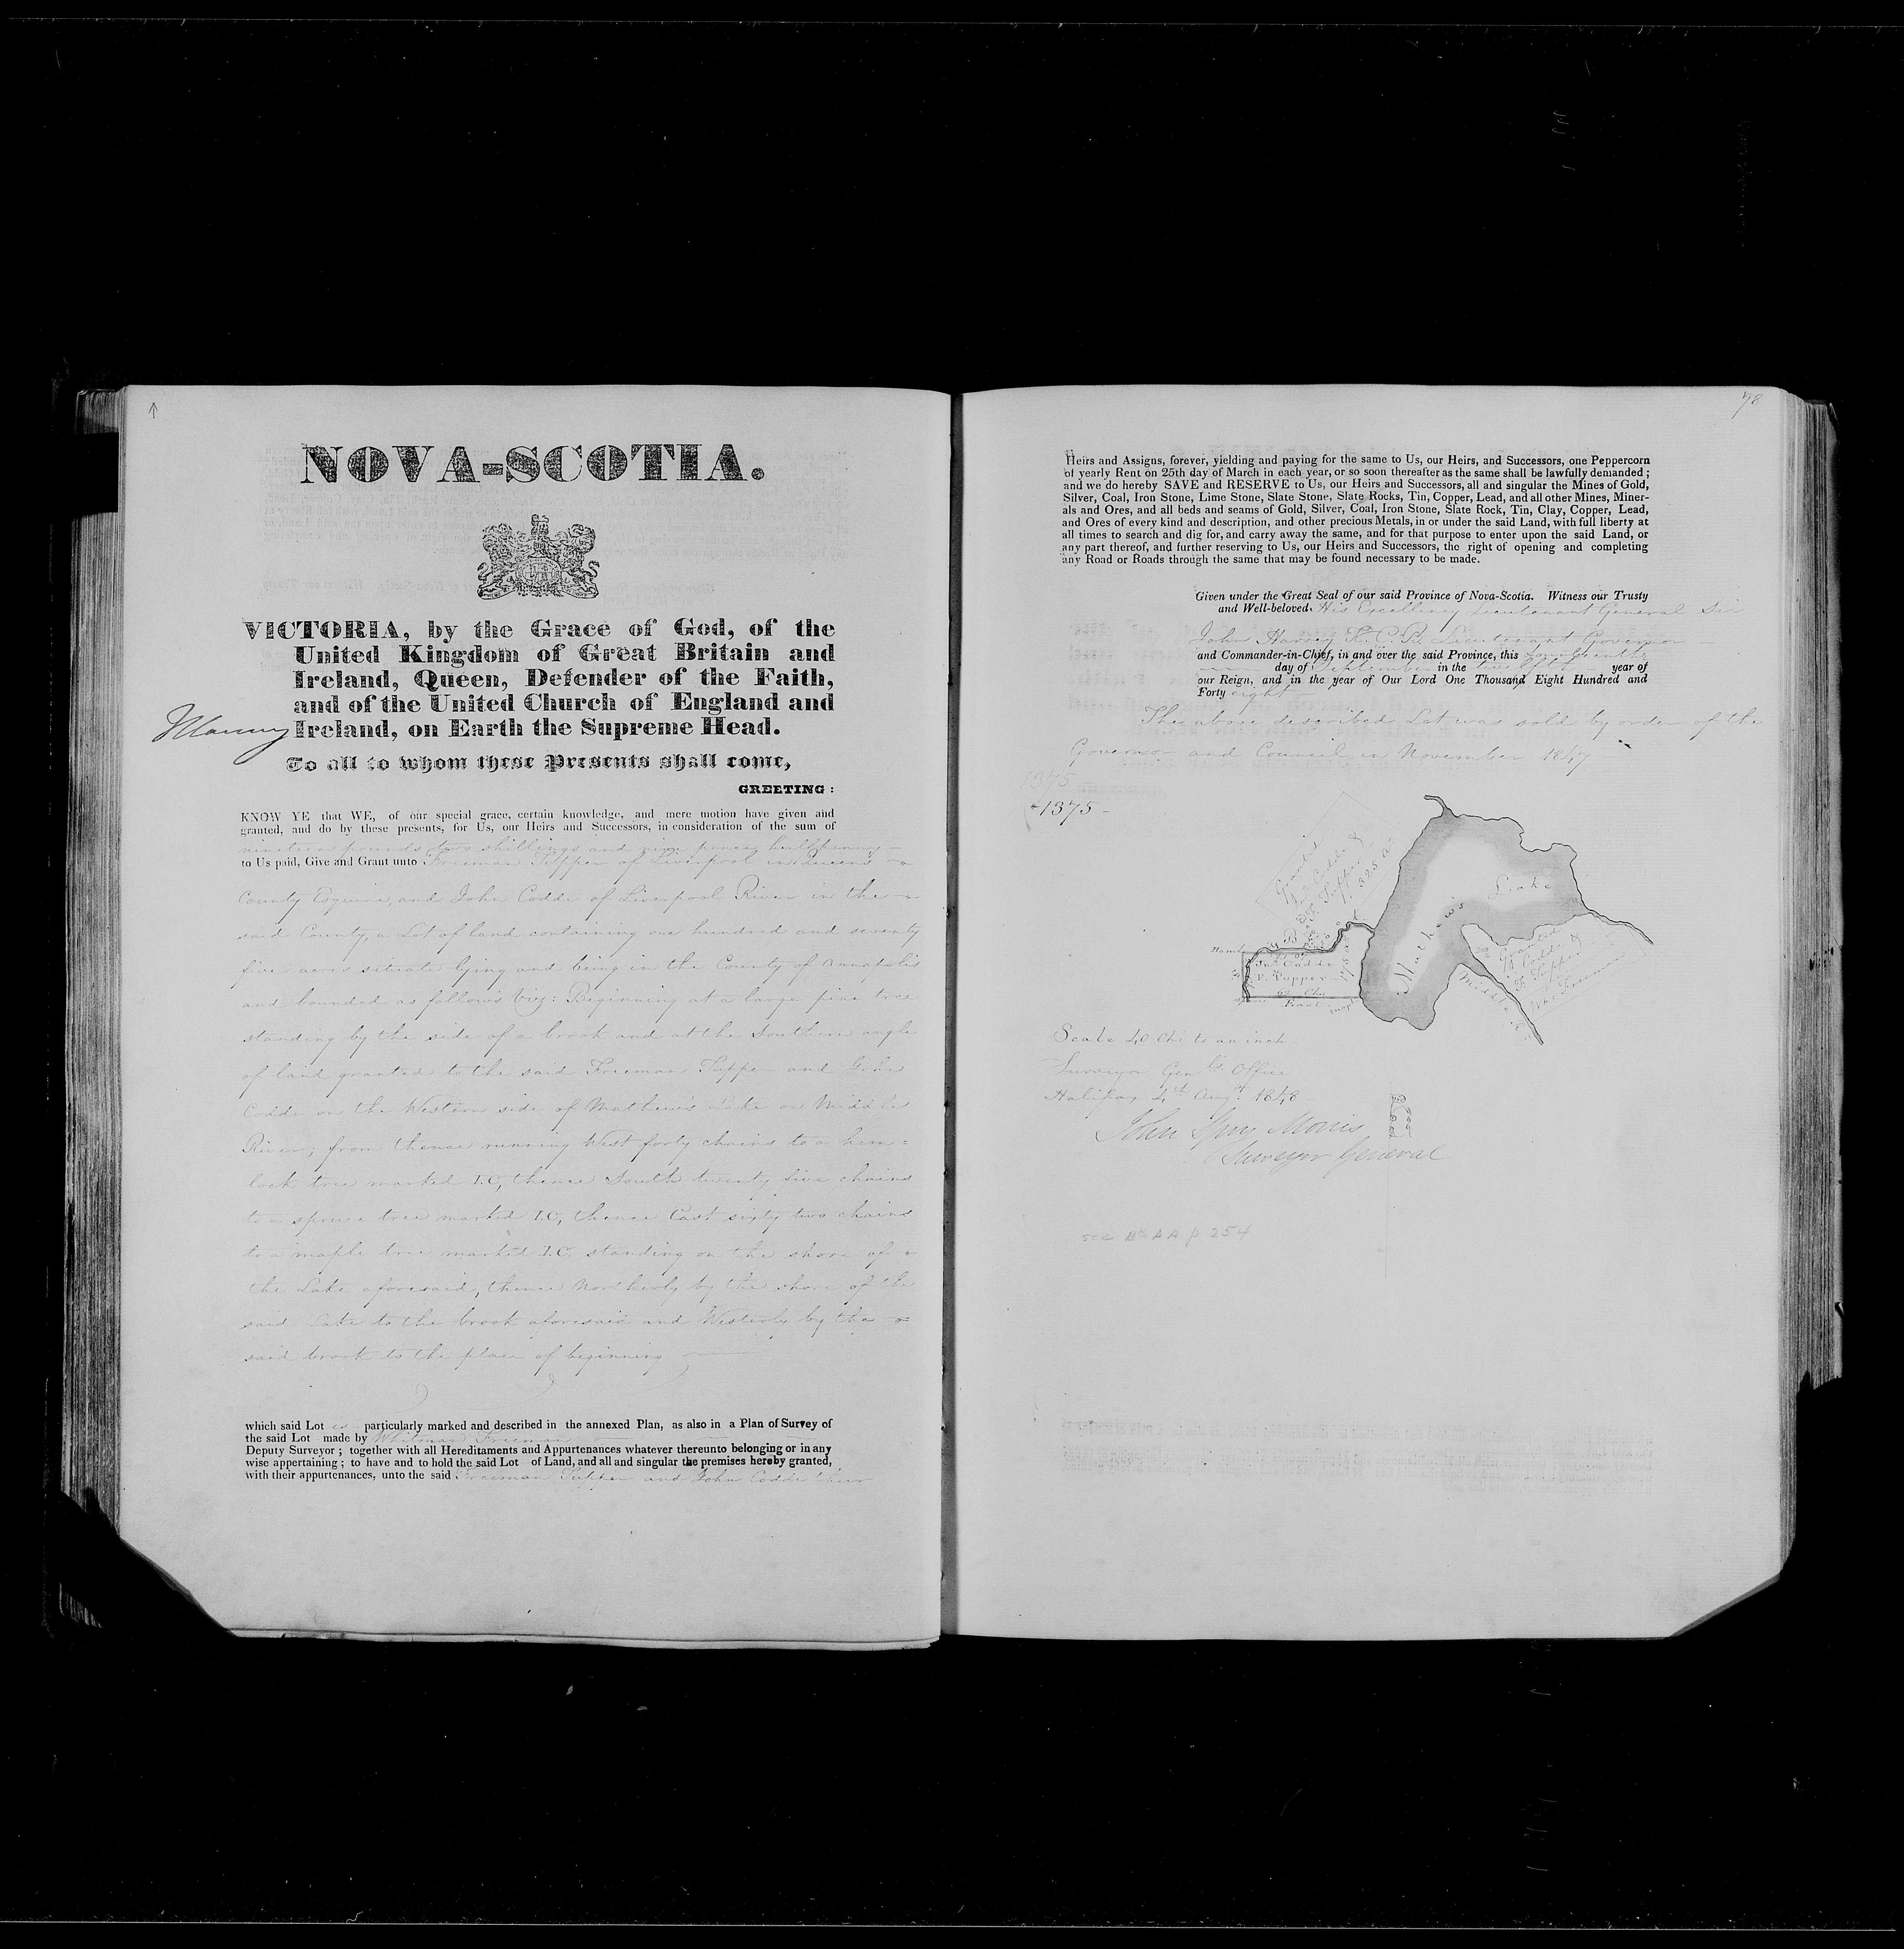 NOVA-SCOTIA.
VICTORIA, by the Grace of God, of the
United Kingdom of Great Britain and
Ireland, Queen, Defender of the Faith,
and of the United Church of England and
Ireland, on Earth the Supreme Head.
To all to whom these Presents shall come,
GREETING:
KNOW YE that WE, of our special grace, certain knowledge, and mere motion have given and
granted, and do by these presents, for Us, our Heirs and Successors, in consideration of the sum of
nineteen pounds two shillings and nine pence halfpenny
to Us paid, Give and Grant unto Freeman Tupper of Liverpool in Queens
County Esquire and John Codde of Liverpool River in the
said County, a Lot of land containing one hundred and seventy
five acres situate lying and being in the County of Annapolis
and bounded as follows viz: Beginning at a large pine tree
standing by the side of a brook and at the Southern angle
of land granted to the said Freeman Tupper and John
Codde on the Western side of Mathew's Lake on Middle
River; from thence running West forty chains to a hem=
lock tree marked I.C, thence South twenty five chains
to a spruce tree marked I.C, thence East sixty two chains
to a maple tree marked I.C. standing on the shore of
the Lake aforesaid, thence Northerly by the shore of the
said Lake to the brook aforesaid and Westerly by the
said brook to the place of beginning
which said Lot is particularly marked and described in the annexed Plan, as also in a Plan of Survey of
the said Lot made by Whitman Freeman
Deputy Surveyor; together with all Hereditaments and Appurtenances whatever thereunto belonging or in any
wise appertaining; to have and to hold the said Lot of Land, and all and singular the premises hereby granted,
with their appurtenances, unto the said Freeman Tupper and John Codde their
78
Heirs and Assigns, forever, yielding and paying for the same to Us, our Heirs, and Successors, one Peppercorn
of yearly Rent on 25th day of March in each year, or so soon thereafter as the same shall be lawfully demanded;
and we do hereby SAVE and RESERVE to Us, our Heirs and Successors, all and singular the Mines of Gold,
Silver, Coal, Iron Stone, Lime Stone, Slate Stone, Slate Rocks, Tin, Copper, Lead, and all other Mines, Miner-
als and Ores, and all beds and seams of Gold, Silver, Coal, Iron Stone, Slate Rock, Tin, Clay, Copper, Lead,
and Ores of every kind and description, and other precious Metals, in or under the said Land, with full liberty at
all times to search and dig for, and carry away the same, and for that purpose to enter upon the said Land, or
any part thereof, and further reserving to Us, our Heirs and Successors, the right of opening and completing
any Road or Roads through the same that may be found necessary to be made.
Given under the Great Seal of our said Province of Nova-Scotia. Witness our Trusty
and Well-beloved His Excellency Lieutenant General Sir
John Harvey K.C.B. Lieutenant Governor
and Commander-in-Chief, in and over the said Province, this fourteenth
day of September in the twelfth year of
our Reign, and in the year of Our Lord One Thousand Eight Hundred and
Forty eight
The above described Lot was sold by order of the
Governor and Council in November 1847
1375
1375
Granted
Jno Codde &
F. Tupper
325 ac
Mathew's Lake
Jno Codde
F. Tupper
175 ac
62 Chs
East
maple
Granted
J. Codde &
F. Tupper
Whn Freeman
Middle R
Scale 40 Chs to an inch
Surveyor Genls Office
Halifax 4th Augt 1848
John Spry Morris
Surveyor General
see Bk AA p 254